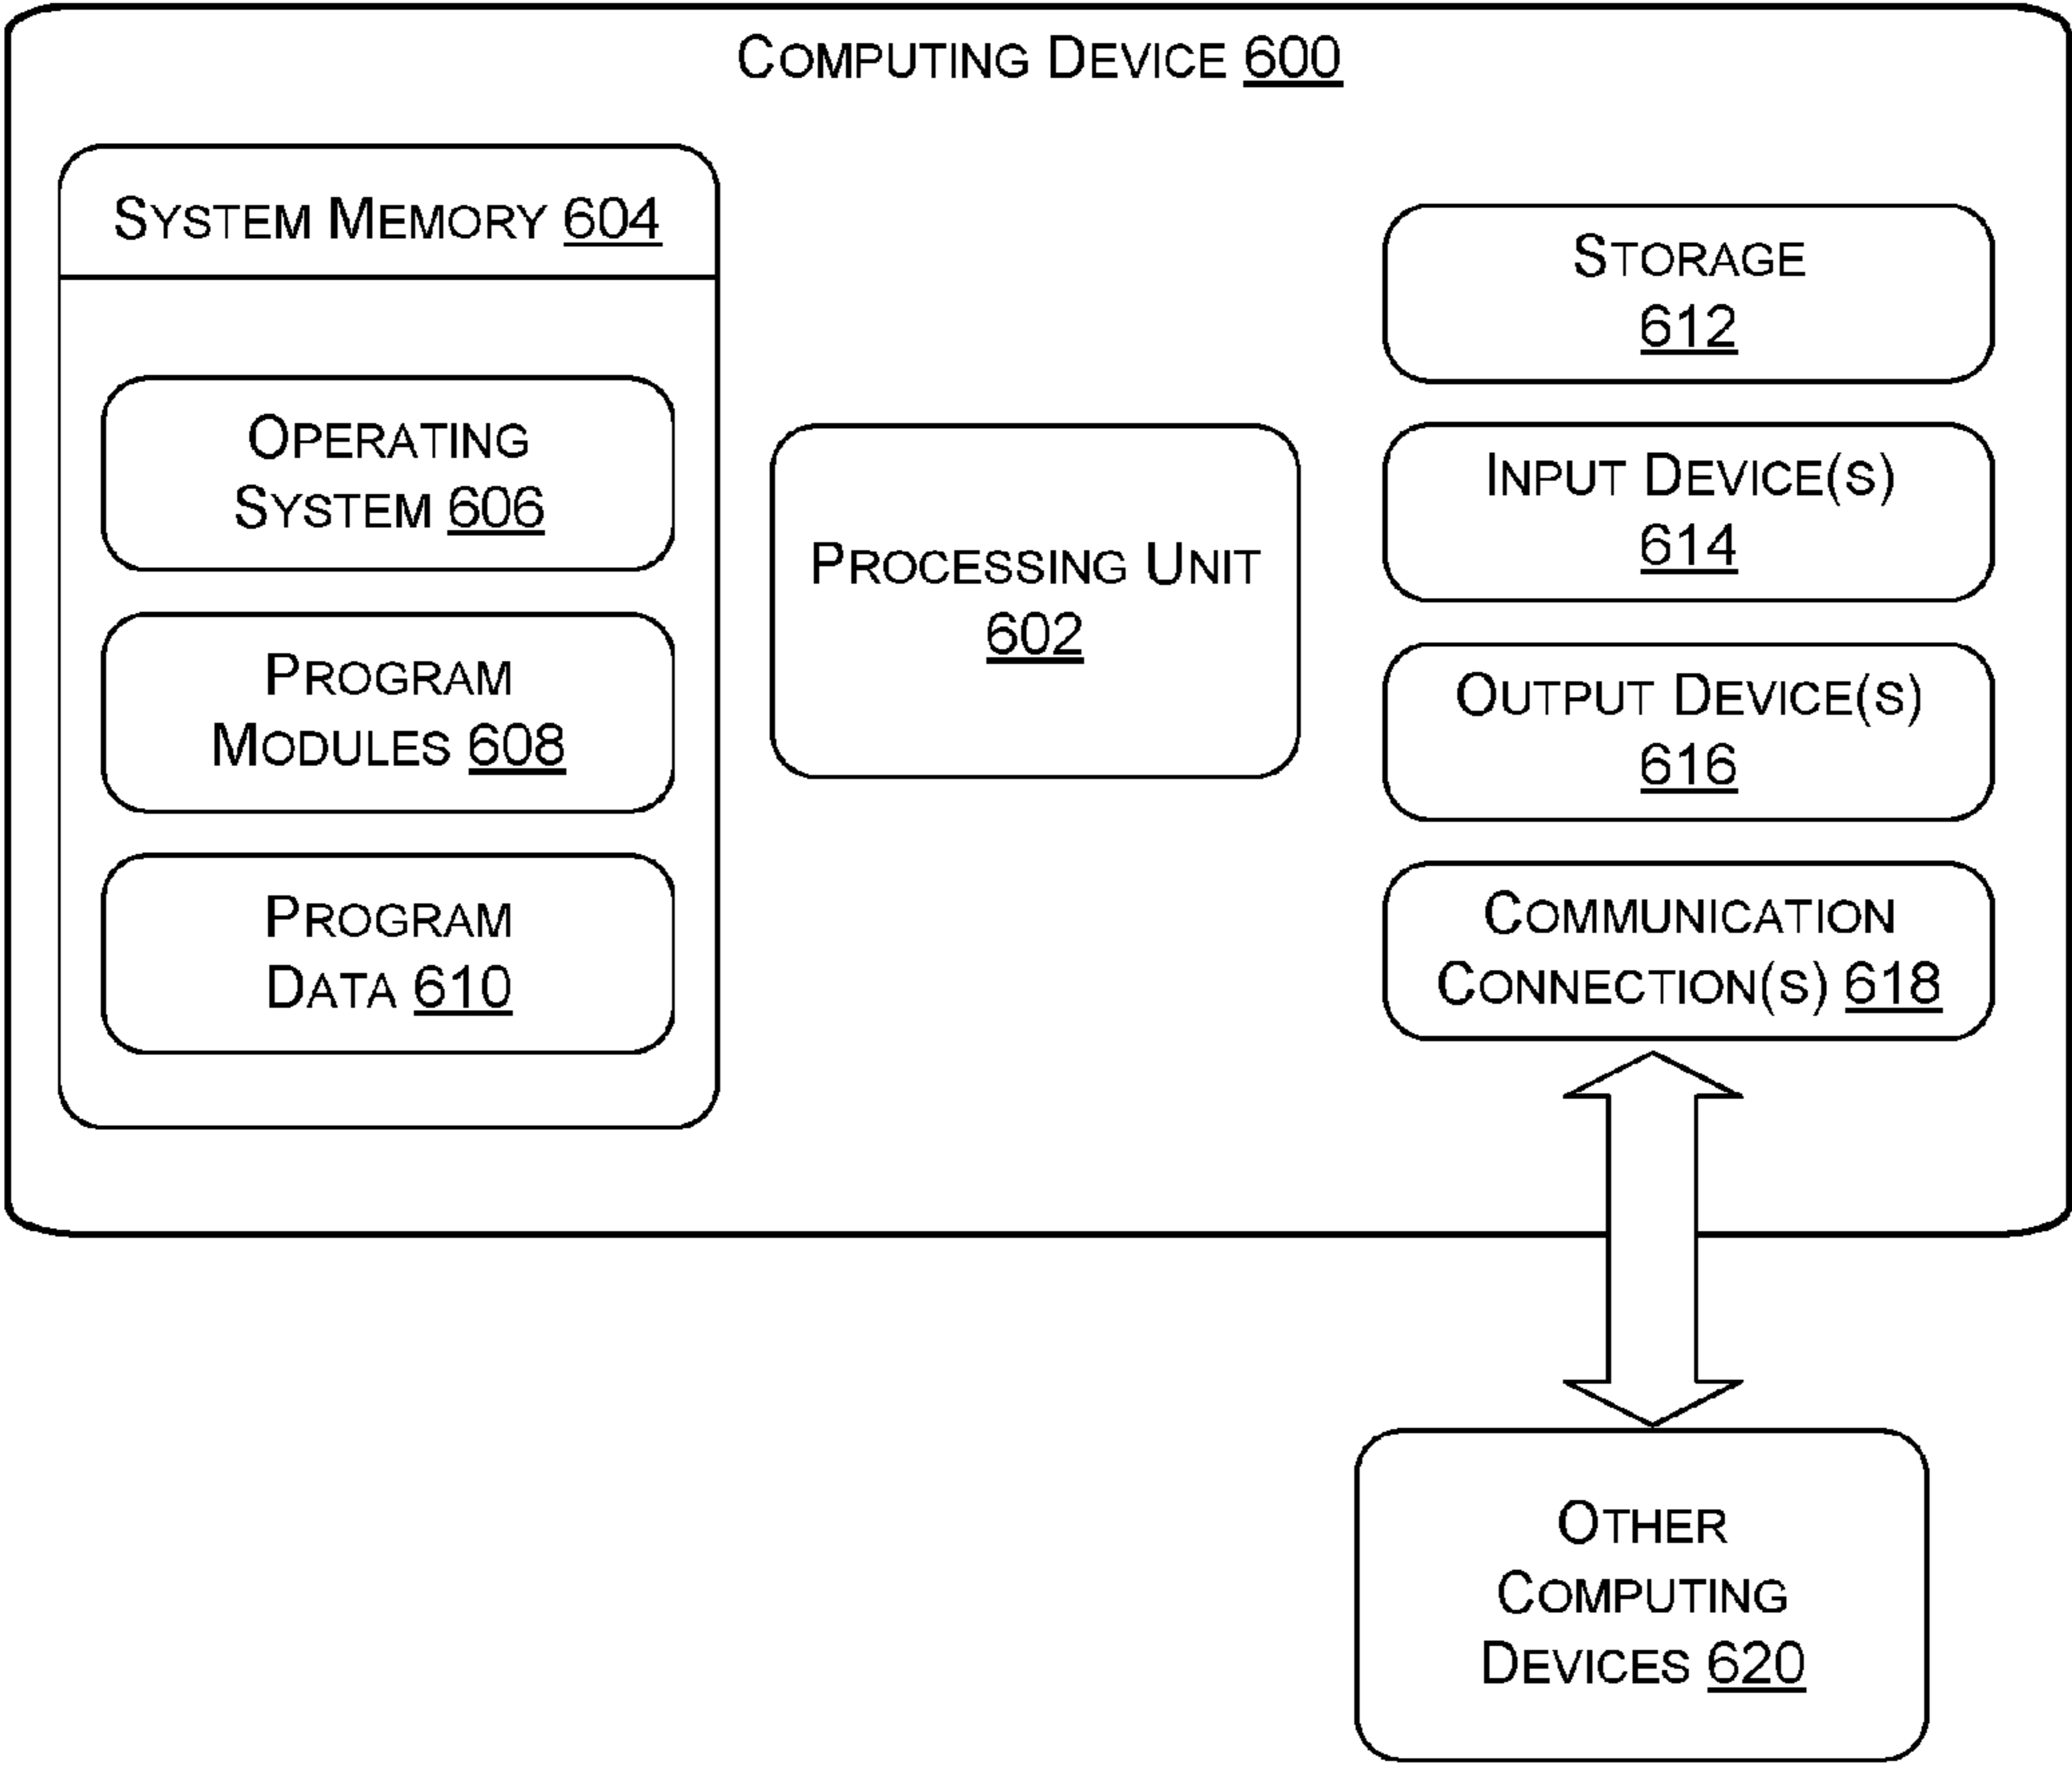 COMPUTING DEVICE 600
SYSTEM MEMORY 604
OPERATING
SYSTEM 606
PROGRAM
MODULES 608
PROGRAM
DATA 610
PROCESSING UNIT
602
STORAGE
612
INPUT DEVICE(S)
614
OUTPUT DEVICE(S)
616
COMMUNICATION
CONNECTION(S) 618
OTHER
COMPUTING
DEVICES 620